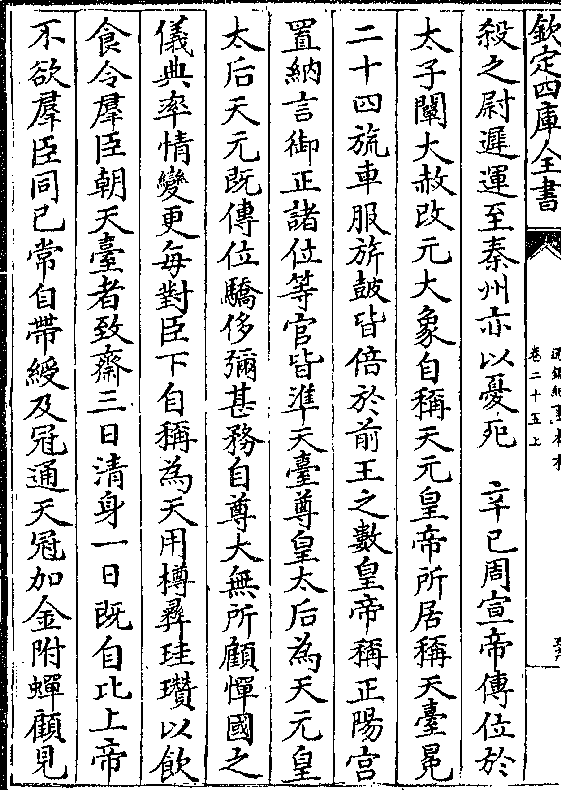 欽定四庫全書
通鑑紀事本末
卷二十五上
殺之尉遲運至秦州亦以憂死　辛巳周宣帝傳位於
太子闡大赦改元大象自稱天元皇帝所居稱天臺冕
二十四旒車服旂鼓皆倍於前王之數皇帝稱正陽宫
置納言御正諸位等官皆準天臺尊皇太后為天元皇
太后天元既傳位驕侈彌甚務自尊大無所顧憚國之
儀典率情變更每對臣下自稱為天用樽彛珪瓚以飲
食令羣臣朝天臺者致齋三日清身一日既自比上帝
不欲羣臣同已常自帶綬及冠通天冠加金附蟬顧見